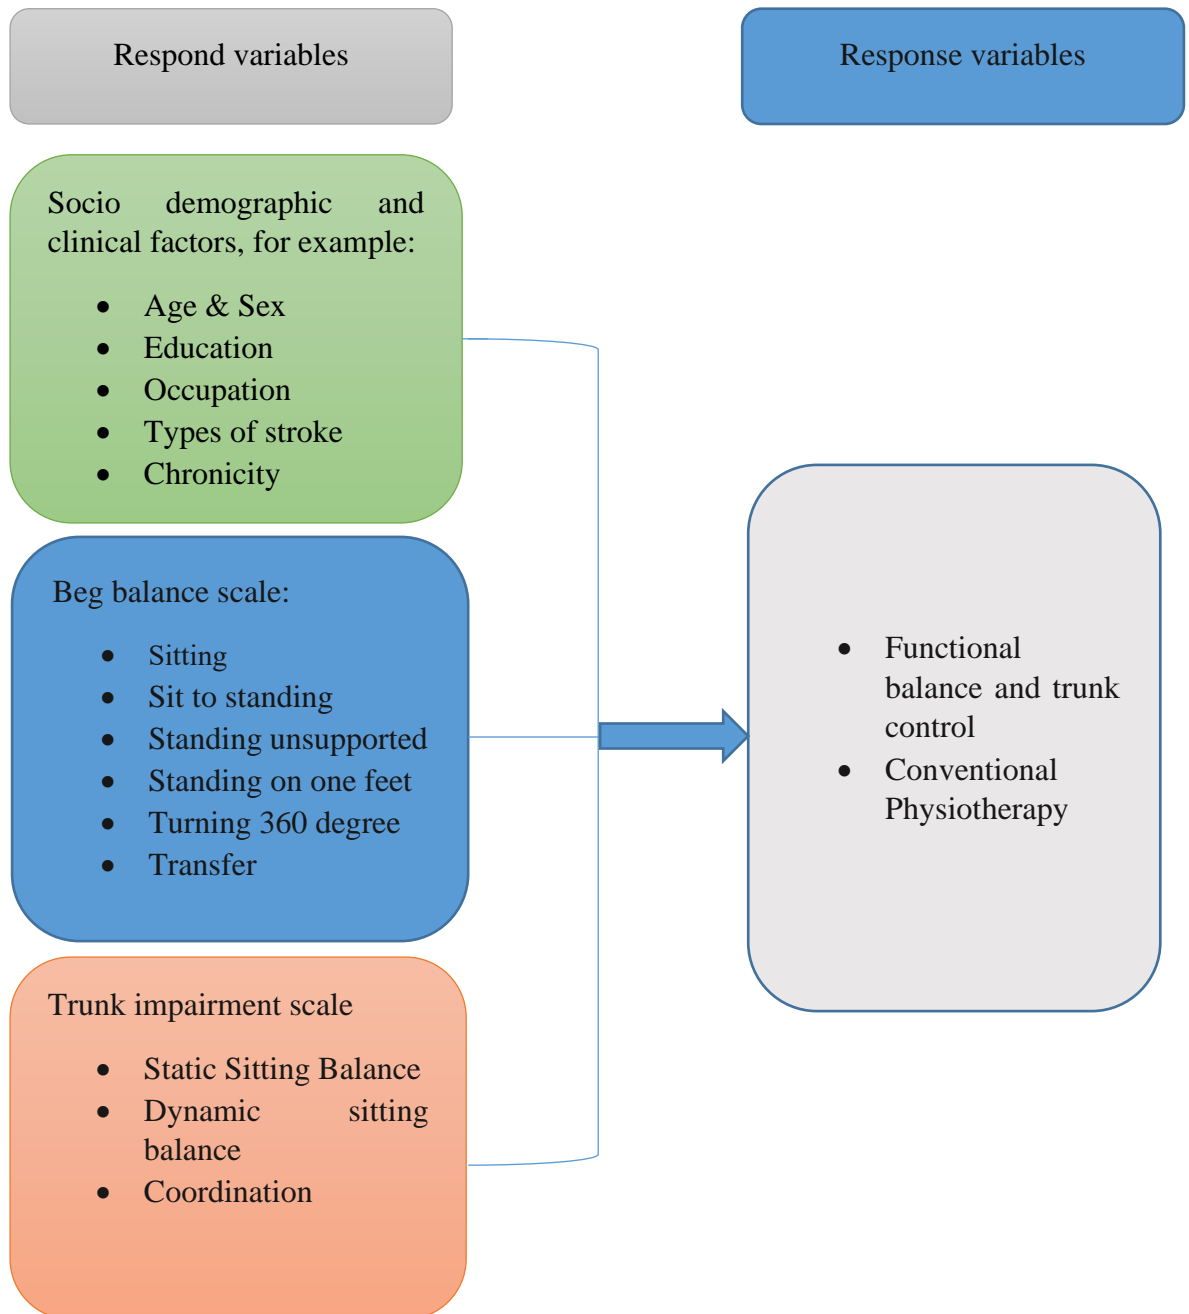 Respond variables
Response variables
Socio demographic and
clinical factors, for example:
• Age & Sex
• Education
• Occupation
• Types of stroke
• Chronicity
Beg balance scale:
• Sitting
• Sit to standing
• Standing unsupported
• Standing on one feet
• Turning 360 degree
• Transfer
Trunk impairment scale
• Static Sitting Balance
• Dynamic sitting
balance
• Coordination
• Functional
balance and trunk
control
• Conventional
Physiotherapy